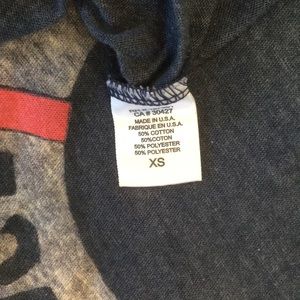 CA # 30427
MADE IN U.S.A.
FABRIQUE EN U.S.A.
50% COTTON
50%COTON
50% POLYESTER
50% POLYESTER
XS